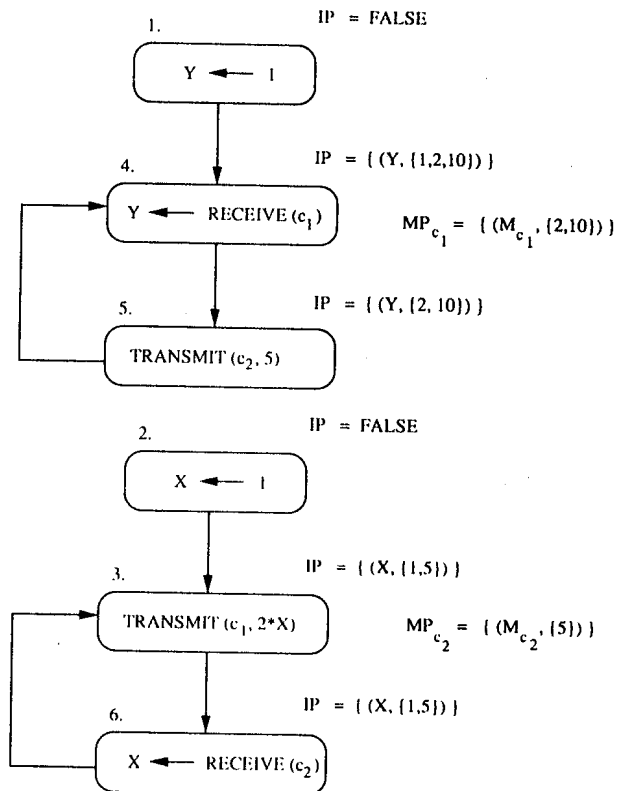 IP = FALSE
1.
Y ← 1
IP = { (Y, {1,2,10}) }
4.
Y ← RECEIVE (c1)
MPc1 = { (Mc1, {2,10}) }
IP = { (Y, {2, 10}) }
5.
TRANSMIT (c2, 5)
IP = FALSE
2.
X ← 1
IP = { (X, {1,5}) }
3.
TRANSMIT (c1, 2*X)
MPc2 = { (Mc2, {5}) }
IP = { (X, {1,5}) }
6.
X ← RECEIVE (c2)